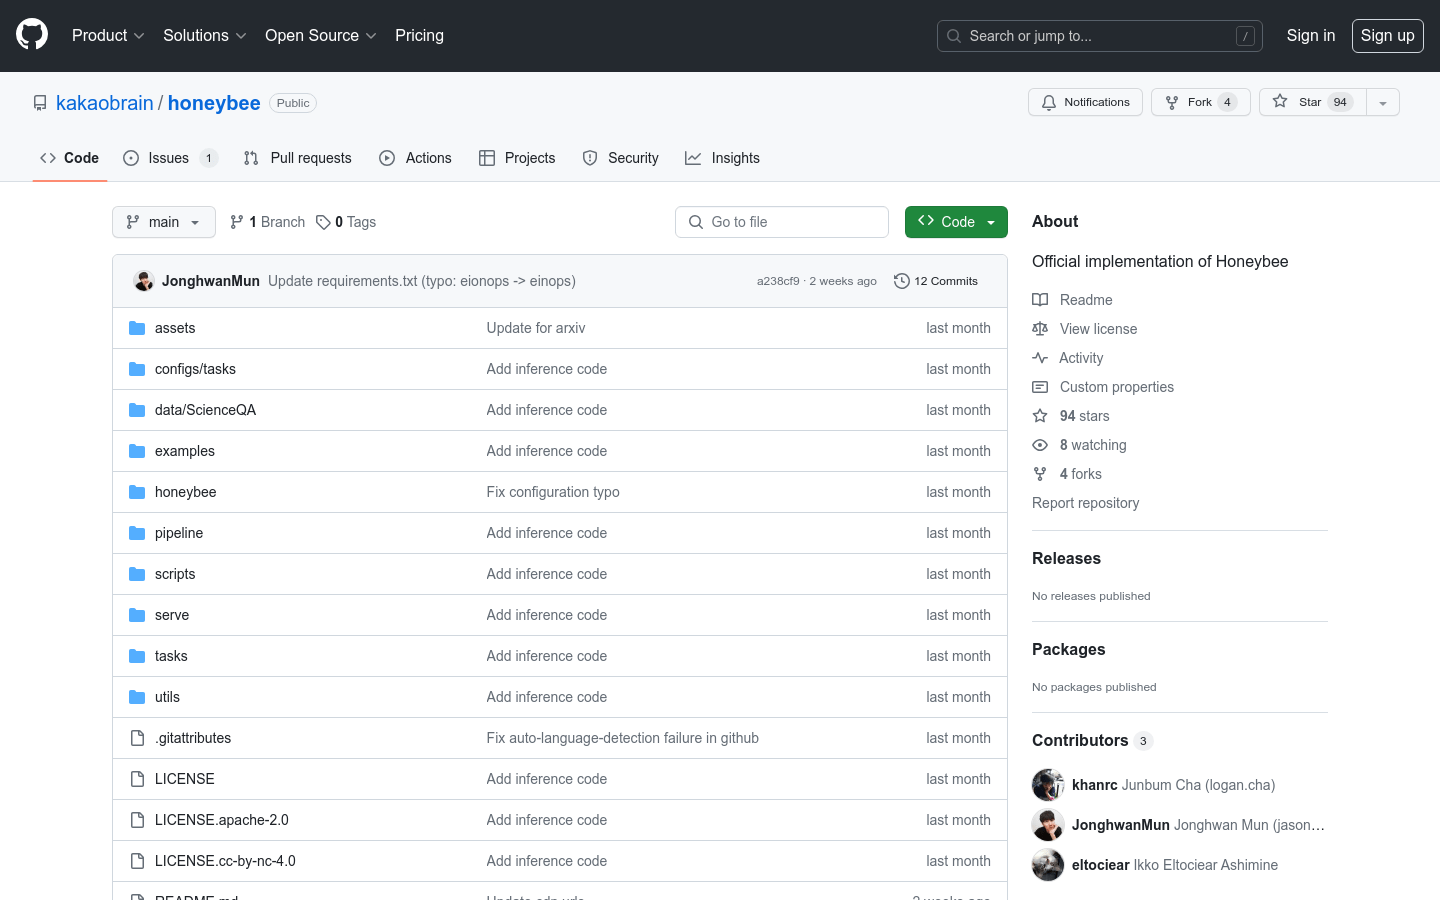 Product Solutions Open Source Pricing Search or jump to... / Sign in Sign up
kakaobrain / honeybee Public Notifications Fork 4 Star 94
Code Issues 1 Pull requests Actions Projects Security Insights
main 1 Branch 0 Tags Go to file Code
JonghwanMun Update requirements.txt (typo: eionops -> einops) a238cf9 · 2 weeks ago 12 Commits
assets Update for arxiv last month
configs/tasks Add inference code last month
data/ScienceQA Add inference code last month
examples Add inference code last month
honeybee Fix configuration typo last month
pipeline Add inference code last month
scripts Add inference code last month
serve Add inference code last month
tasks Add inference code last month
utils Add inference code last month
.gitattributes Fix auto-language-detection failure in github last month
LICENSE Add inference code last month
LICENSE.apache-2.0 Add inference code last month
LICENSE.cc-by-nc-4.0 Add inference code last month
README.md Update cdn urls 2 weeks ago
About
Official implementation of Honeybee
Readme
View license
Activity
Custom properties
94 stars
8 watching
4 forks
Report repository
Releases
No releases published
Packages
No packages published
Contributors 3
khanrc Junbum Cha (logan.cha)
JonghwanMun Jonghwan Mun (jason…
eltociear Ikko Eltociear Ashimine